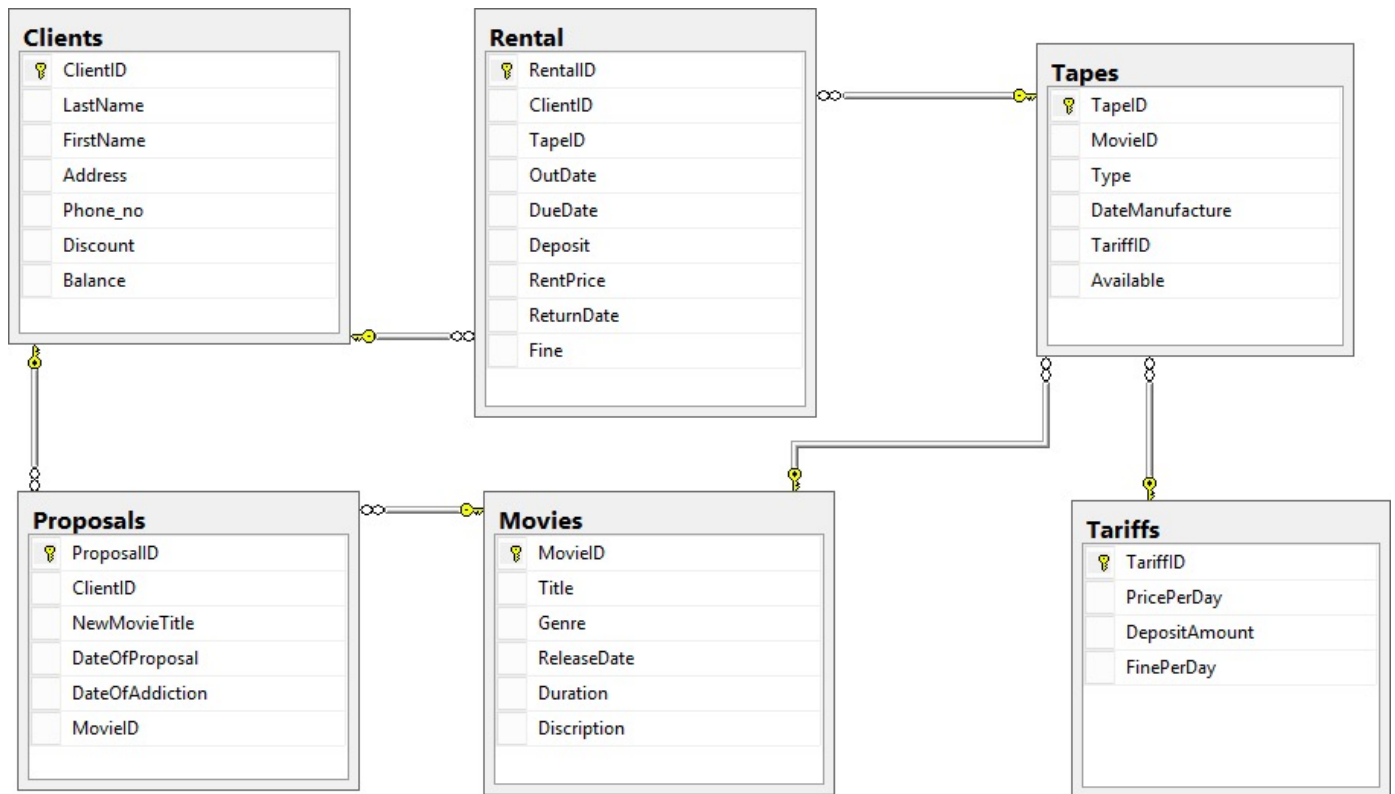 Clients
ClientID
LastName
FirstName
Address
Phone_no
Discount
Balance
Rental
RentalID
ClientID
TapeID
OutDate
DueDate
Deposit
RentPrice
ReturnDate
Fine
Tapes
TapeID
MovieID
Type
DateManufacture
TariffID
Available
Proposals
ProposalID
ClientID
NewMovieTitle
DateOfProposal
DateOfAddiction
MovieID
Movies
MovieID
Title
Genre
ReleaseDate
Duration
Discription
Tariffs
TariffID
PricePerDay
DepositAmount
FinePerDay